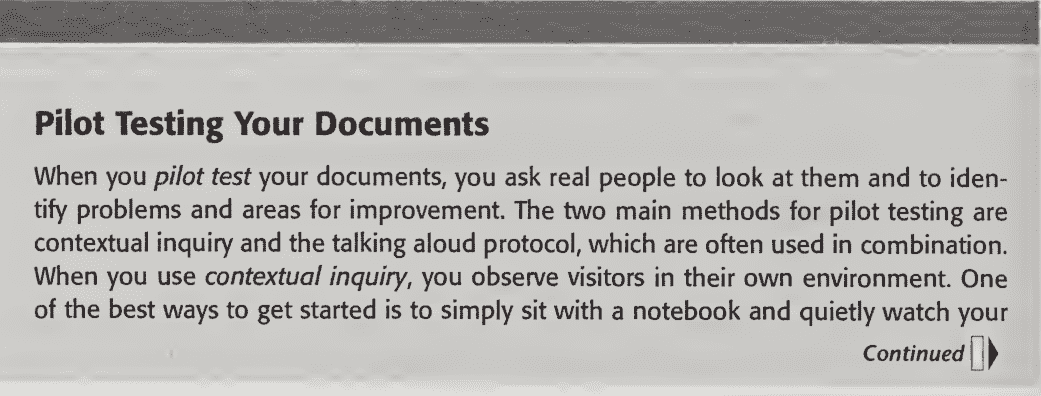 Pilot Testing Your Documents
When you pilot test your documents, you ask real people to look at them and to iden-
tify problems and areas for improvement. The two main methods for pilot testing are
contextual inquiry and the talking aloud protocol, which are often used in combination.
When you use contextual inquiry, you observe visitors in their own environment. One
of the best ways to get started is to simply sit with a notebook and quietly watch your
Continued